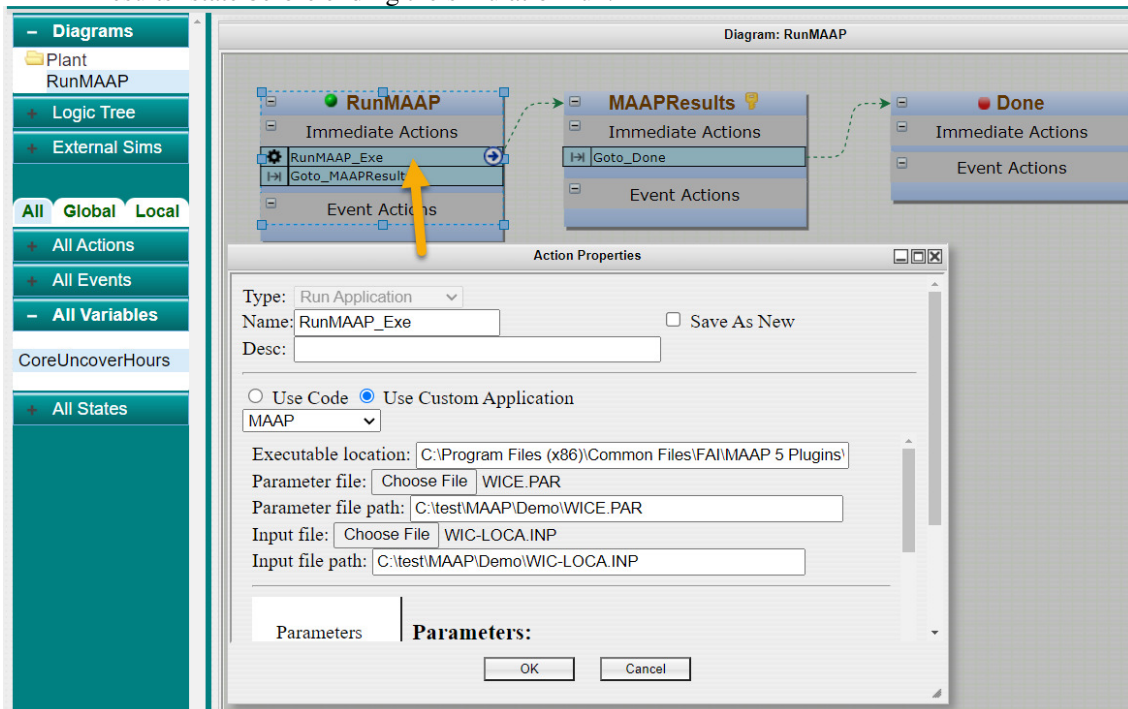 Diagrams
Plant
RunMAAP
Logic Tree
External Sims
All Global Local
All Actions
All Events
All Variables
CoreUncoverHours
All States
Diagram: RunMAAP
RunMAAP
Immediate Actions
RunMAAP_Exe
Goto_MAAPResult
Event Actions
MAAPResults
Immediate Actions
Goto_Done
Event Actions
Done
Immediate Actions
Event Actions
Action Properties
Type: Run Application
Name: RunMAAP_Exe
Save As New
Desc:
Use Code Use Custom Application
MAAP
Executable location: C:\Program Files (x86)\Common Files\FAI\MAAP 5 Plugins\
Parameter file: Choose File WICE.PAR
Parameter file path: C:\test\MAAP\Demo\WICE.PAR
Input file: Choose File WIC-LOCA.INP
Input file path: C:\test\MAAP\Demo\WIC-LOCA.INP
Parameters
Parameters:
OK Cancel